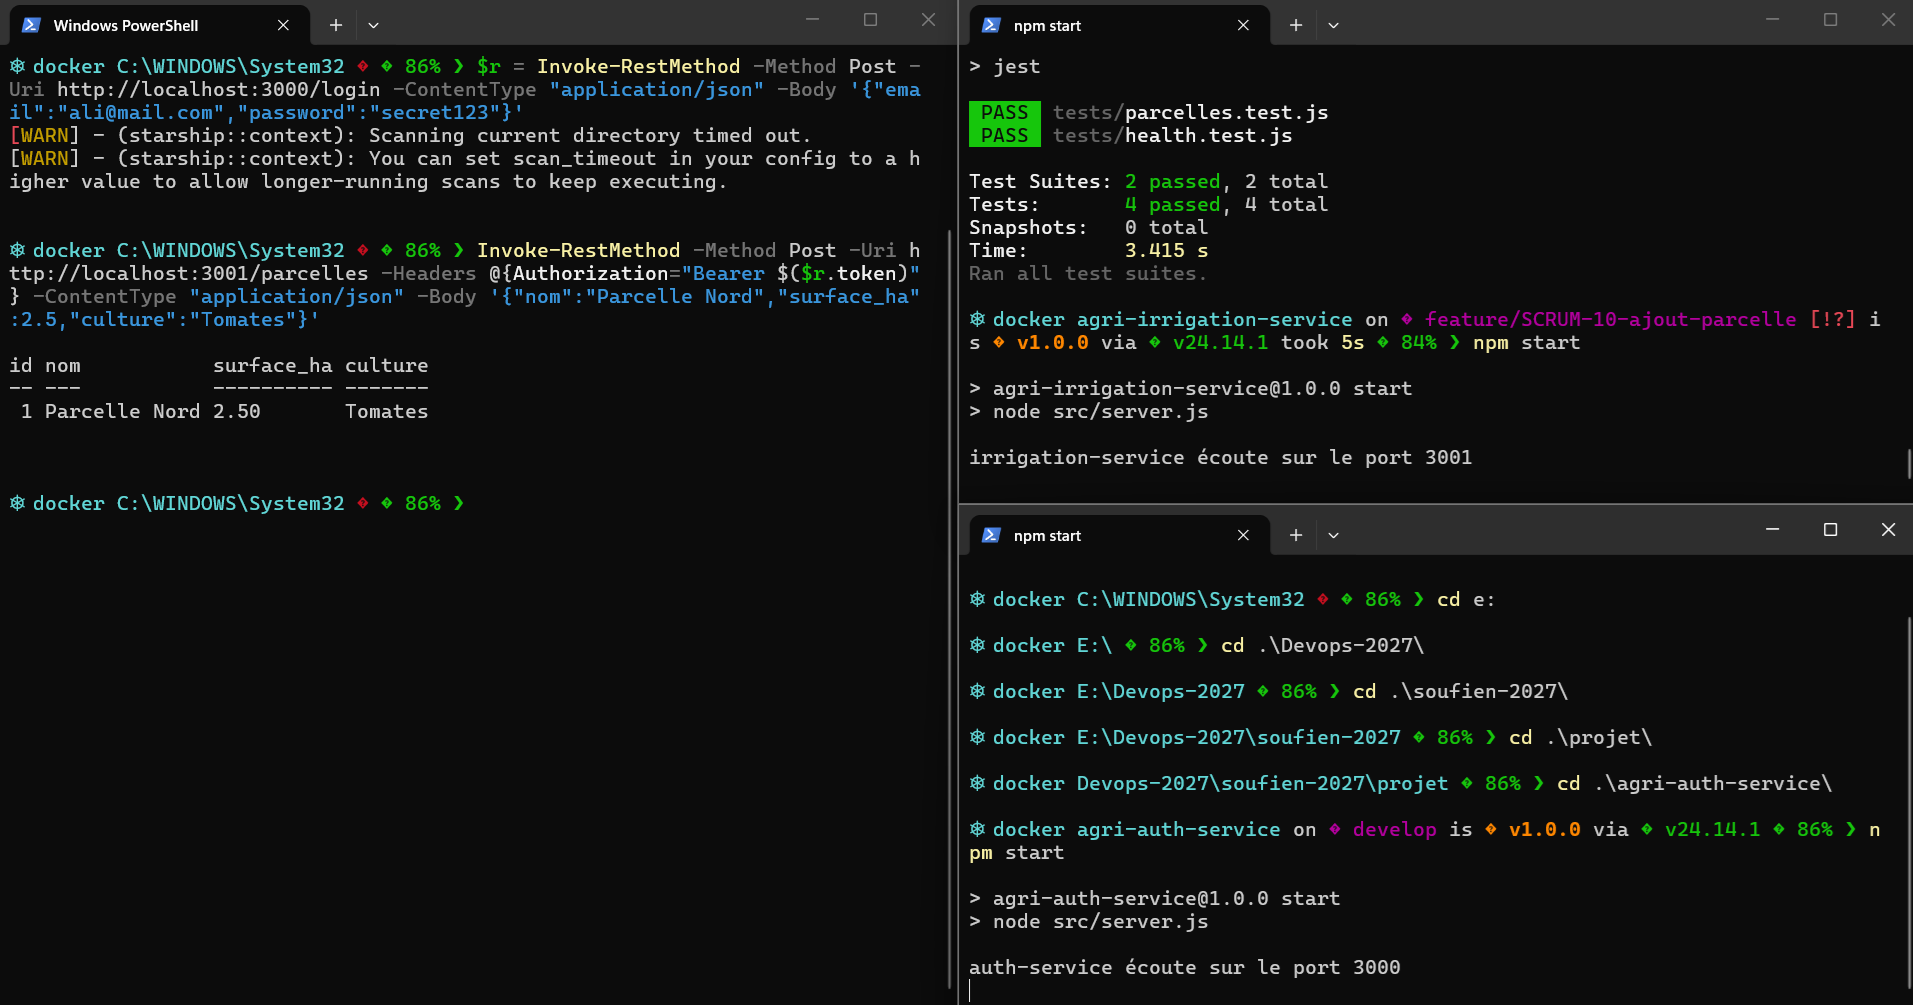 Windows PowerShell
docker C:\WINDOWS\System32 86% ❯ $r = Invoke-RestMethod -Method Post -
Uri http://localhost:3000/login -ContentType "application/json" -Body '{"ema
il":"ali@mail.com","password":"secret123"}'
[WARN] - (starship::context): Scanning current directory timed out.
[WARN] - (starship::context): You can set scan_timeout in your config to a h
igher value to allow longer-running scans to keep executing.
docker C:\WINDOWS\System32 86% ❯ Invoke-RestMethod -Method Post -Uri h
ttp://localhost:3001/parcelles -Headers @{Authorization="Bearer $($r.token)"
} -ContentType "application/json" -Body '{"nom":"Parcelle Nord","surface_ha"
:2.5,"culture":"Tomates"}'
id nom surface_ha culture
-- --- ---------- -------
1 Parcelle Nord 2.50 Tomates
docker C:\WINDOWS\System32 86% ❯
npm start
> jest
PASS tests/parcelles.test.js
PASS tests/health.test.js
Test Suites: 2 passed, 2 total
Tests: 4 passed, 4 total
Snapshots: 0 total
Time: 3.415 s
Ran all test suites.
docker agri-irrigation-service on feature/SCRUM-10-ajout-parcelle [!?] i
s v1.0.0 via v24.14.1 took 5s 84% ❯ npm start
> agri-irrigation-service@1.0.0 start
> node src/server.js
irrigation-service écoute sur le port 3001
npm start
docker C:\WINDOWS\System32 86% ❯ cd e:
docker E:\ 86% ❯ cd .\Devops-2027\
docker E:\Devops-2027 86% ❯ cd .\soufien-2027\
docker E:\Devops-2027\soufien-2027 86% ❯ cd .\projet\
docker Devops-2027\soufien-2027\projet 86% ❯ cd .\agri-auth-service\
docker agri-auth-service on develop is v1.0.0 via v24.14.1 86% ❯ n
pm start
> agri-auth-service@1.0.0 start
> node src/server.js
auth-service écoute sur le port 3000